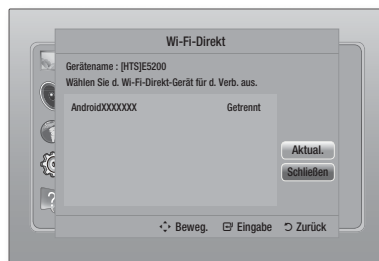 Wi-Fi-Direkt
Gerätename : [HTS]E5200
Wählen Sie d. Wi-Fi-Direkt-Gerät für d. Verb. aus.
AndroidXXXXXXX Getrennt
Aktual.
Schließen
Beweg. Eingabe Zurück